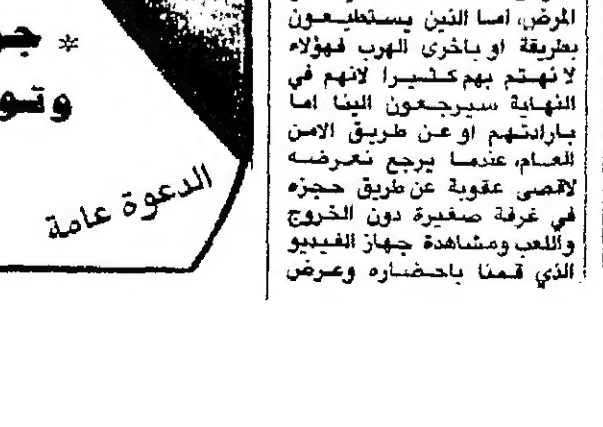 المرض، اما الذين يستطيعون
بطريقة او باخرى الهرب فهؤلاء
لا نهتم بهم كثيرا لانهم في
النهاية سيرجعون الينا اما
بارادتهم او عن طريق الامن
العام، عندما يرجع نعرضه
لاقصى عقوبة عن طريق حجزه
في غرفة صغيرة دون الخروج
واللعب ومشاهدة جهاز الفيديو
الذي قمنا باحضاره وعرض
الدعوة عامة